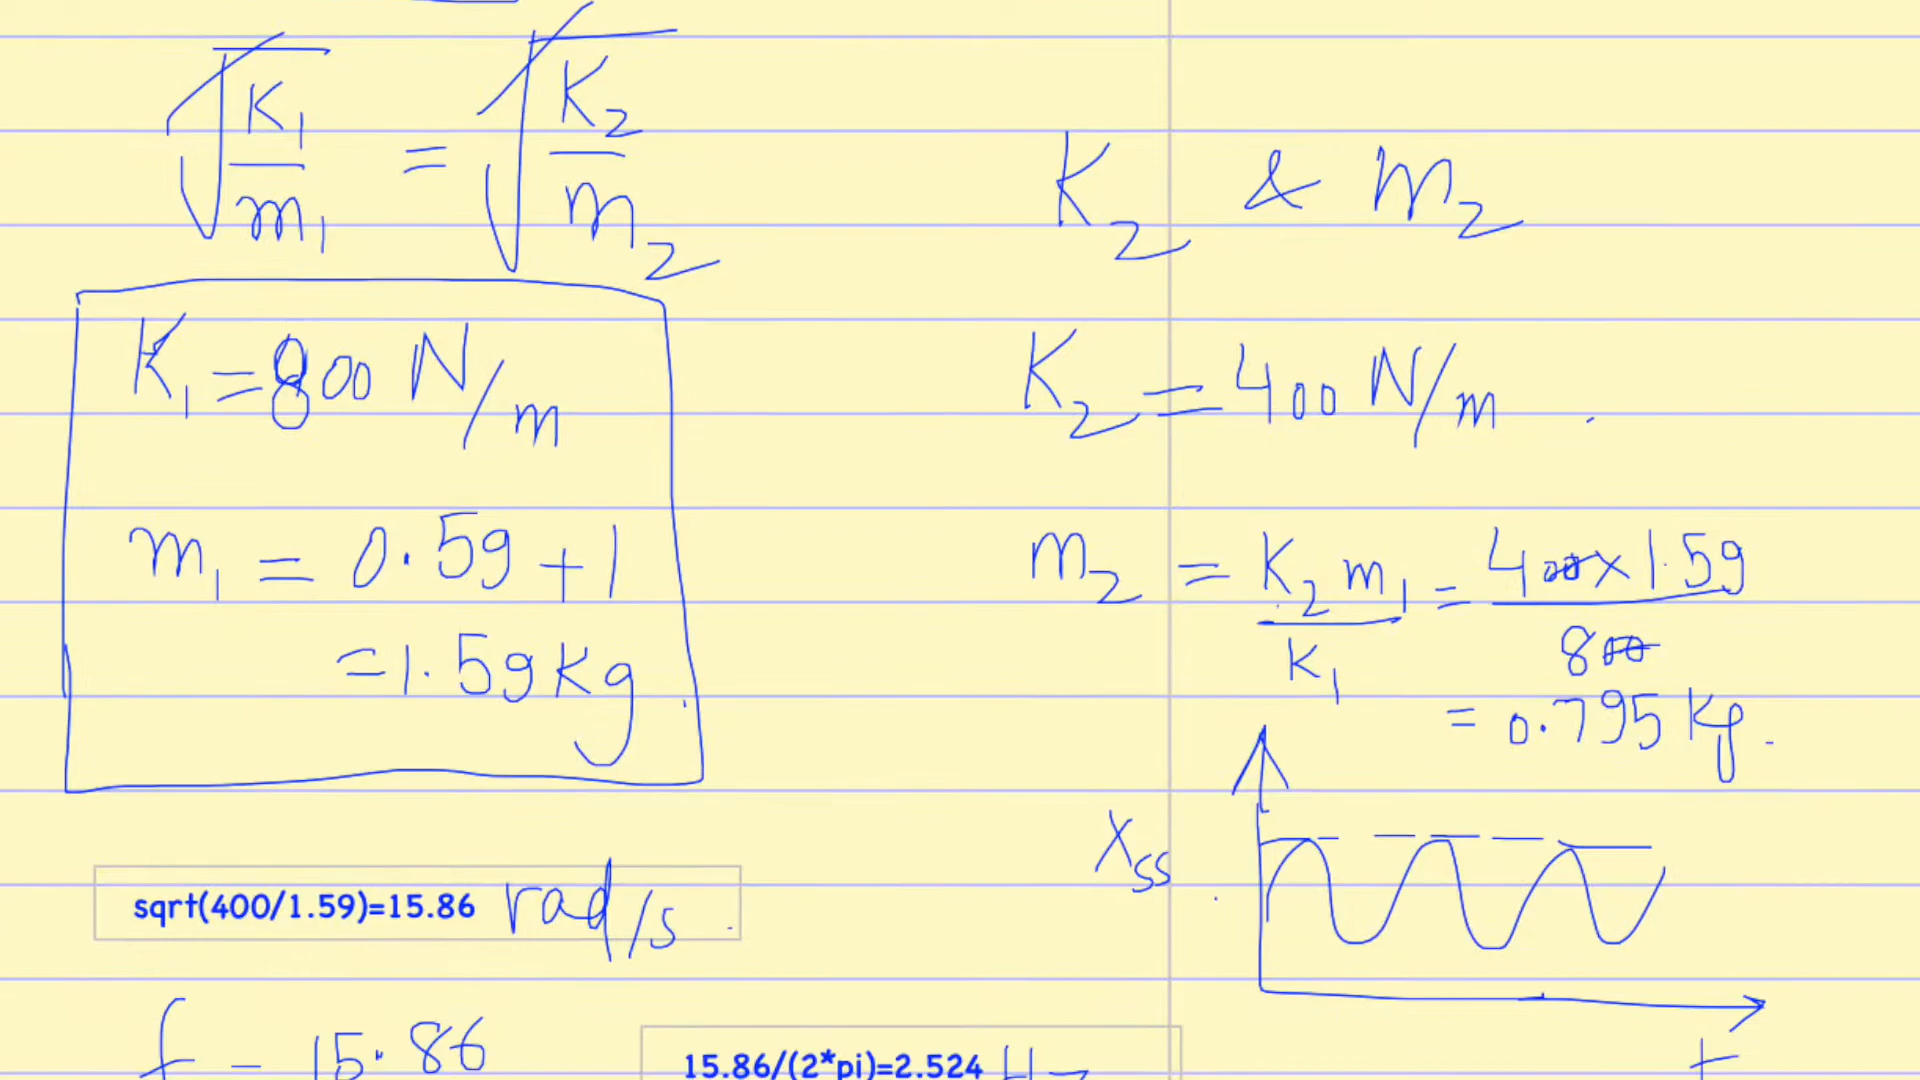 √(K₁/m₁) = √(K₂/m₂)
K₁ = 800 N/m
m₁ = 0.59 + 1
= 1.59 Kg
sqrt(400/1.59)=15.86 rad/s.
f = 15.86
15.86/(2*pi)=2.524 Hz
K₂ & m₂
K₂ = 400 N/m.
m₂ = K₂ m₁ / K₁ = 400 x 1.59 / 800
= 0.795 Kg.
Xss
t